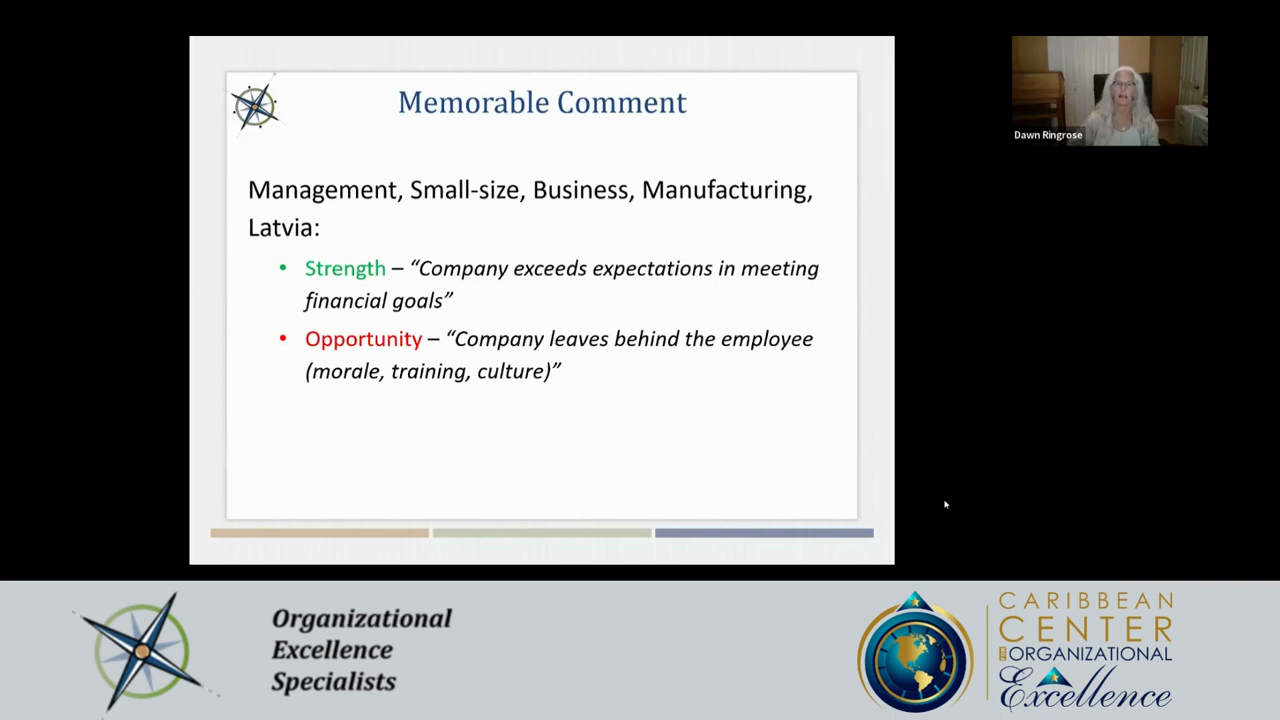 Memorable Comment
Management, Small-size, Business, Manufacturing,
Latvia:
• Strength – “Company exceeds expectations in meeting
financial goals”
• Opportunity – “Company leaves behind the employee
(morale, training, culture)”
Dawn Ringrose
Organizational
Excellence
Specialists
CARIBBEAN
CENTER
FOR ORGANIZATIONAL
Excellence